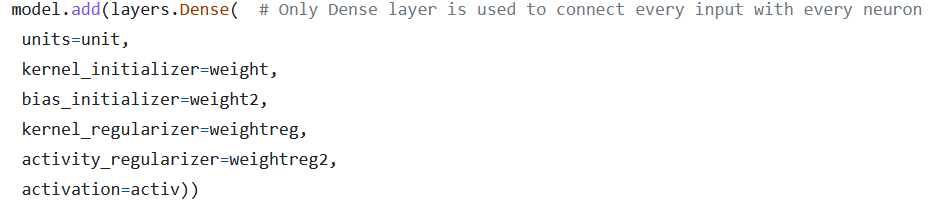 model.add(layers.Dense(  # Only Dense layer is used to connect every input with every neuron
 units=unit,
 kernel_initializer=weight,
 bias_initializer=weight2,
 kernel_regularizer=weightreg,
 activity_regularizer=weightreg2,
 activation=activ))